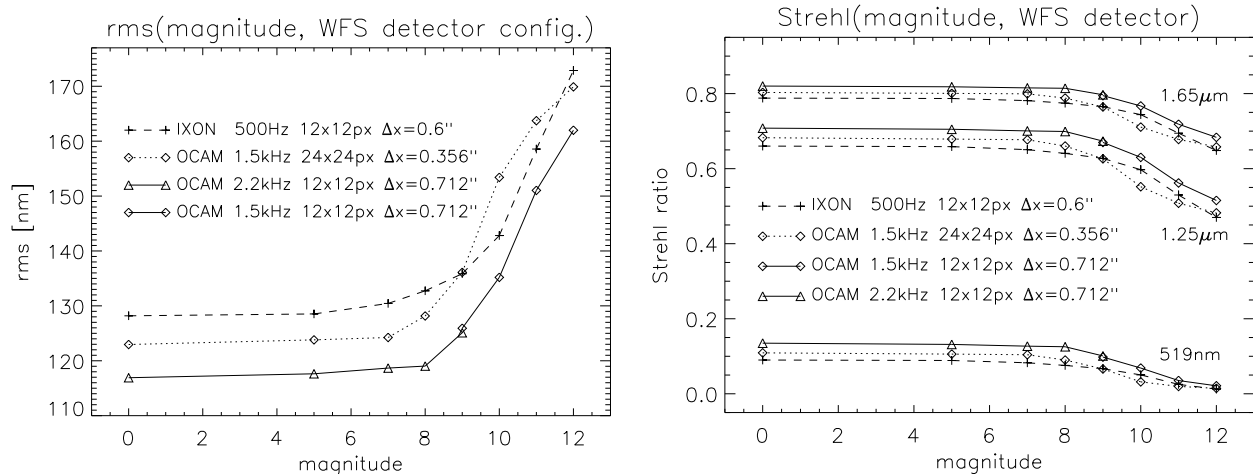 rms(magnitude, WFS detector config.)
170
160
150
140
130
120
110
rms [nm]
IXON 500Hz 12x12px Δx=0.6"
OCAM 1.5kHz 24x24px Δx=0.356"
OCAM 2.2kHz 12x12px Δx=0.712"
OCAM 1.5kHz 12x12px Δx=0.712"
0 2 4 6 8 10 12
magnitude
Strehl(magnitude, WFS detector)
0.8
0.6
0.4
0.2
0.0
Strehl ratio
1.65μm
IXON 500Hz 12x12px Δx=0.6"
OCAM 1.5kHz 24x24px Δx=0.356"
1.25μm
OCAM 1.5kHz 12x12px Δx=0.712"
OCAM 2.2kHz 12x12px Δx=0.712"
519nm
0 2 4 6 8 10 12
magnitude